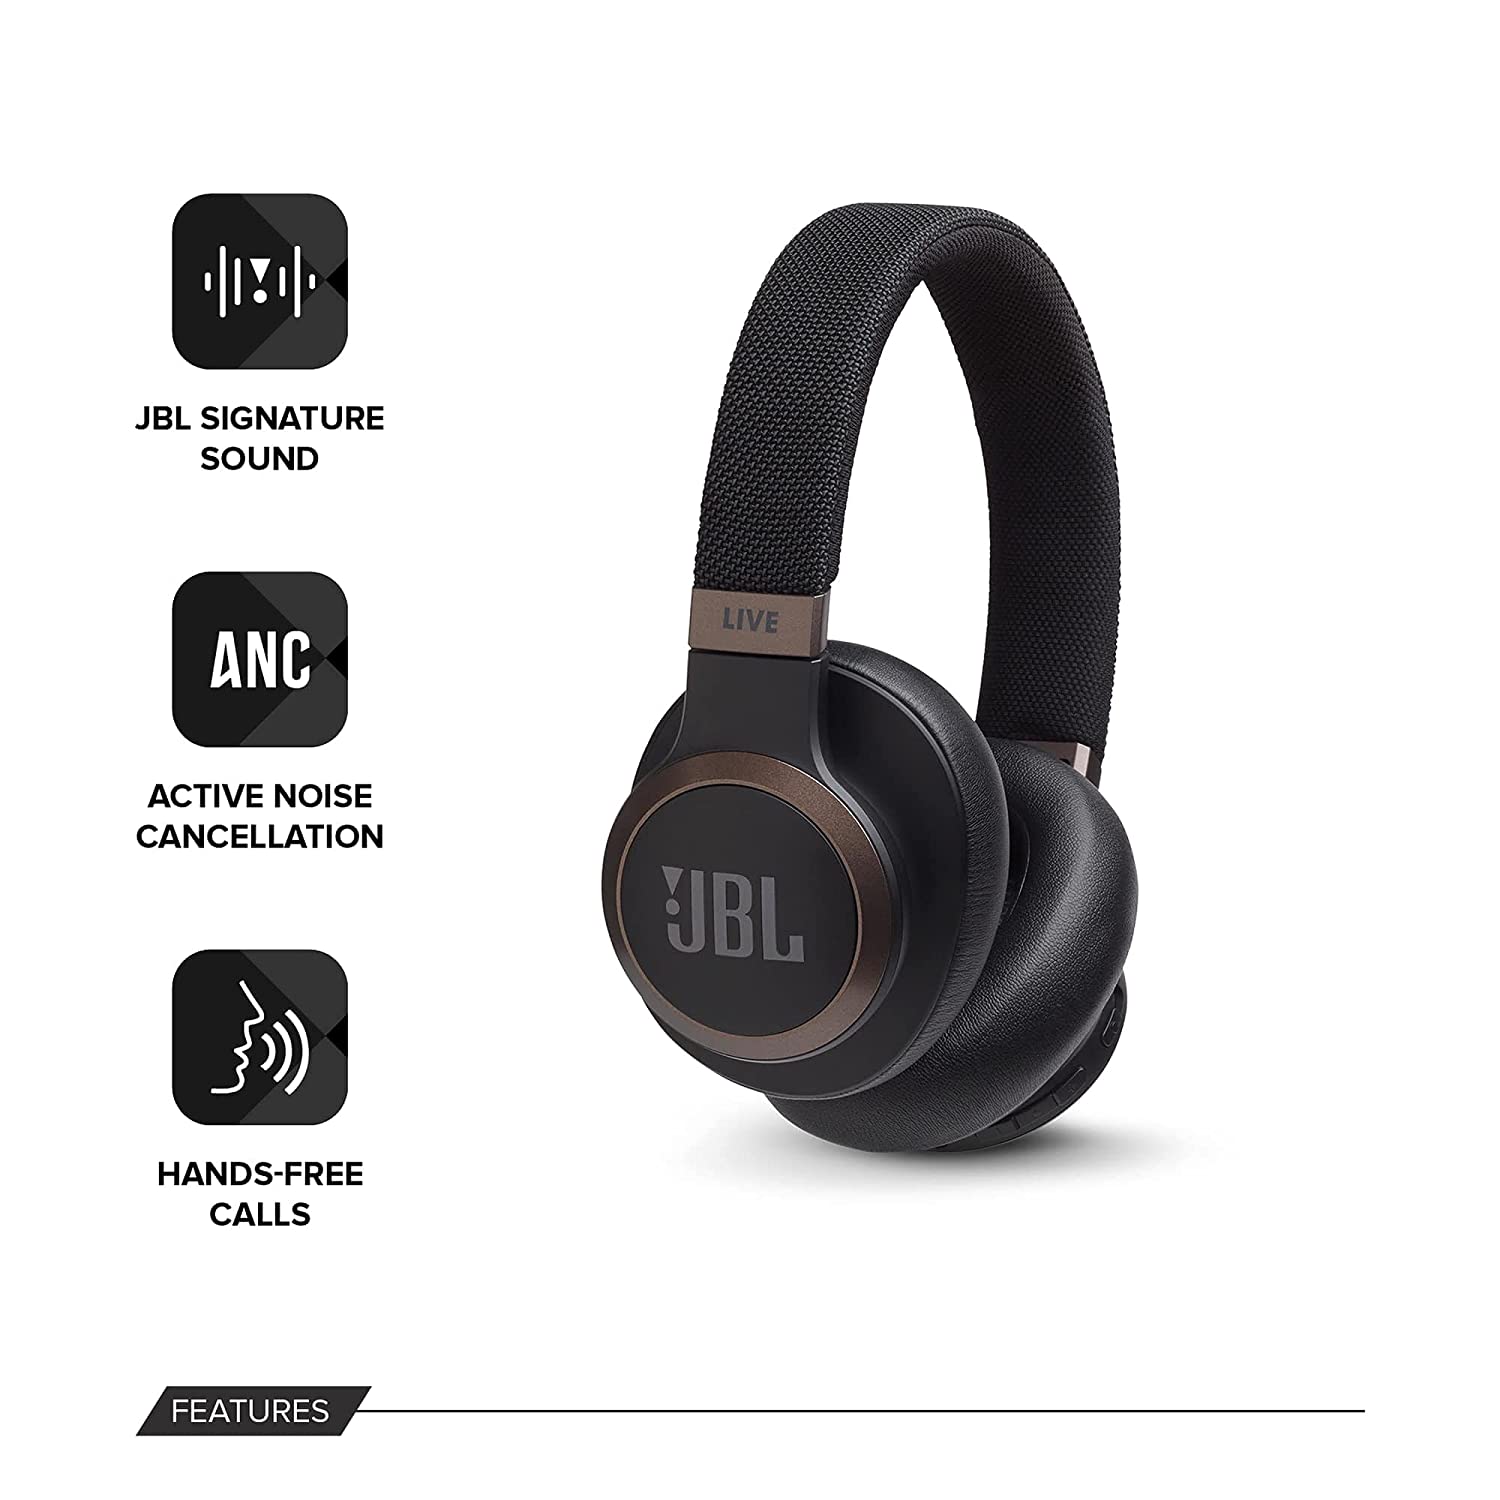 JBL SIGNATURE
SOUND
ANC
ACTIVE NOISE
CANCELLATION
HANDS-FREE
CALLS
LIVE
JBL
FEATURES